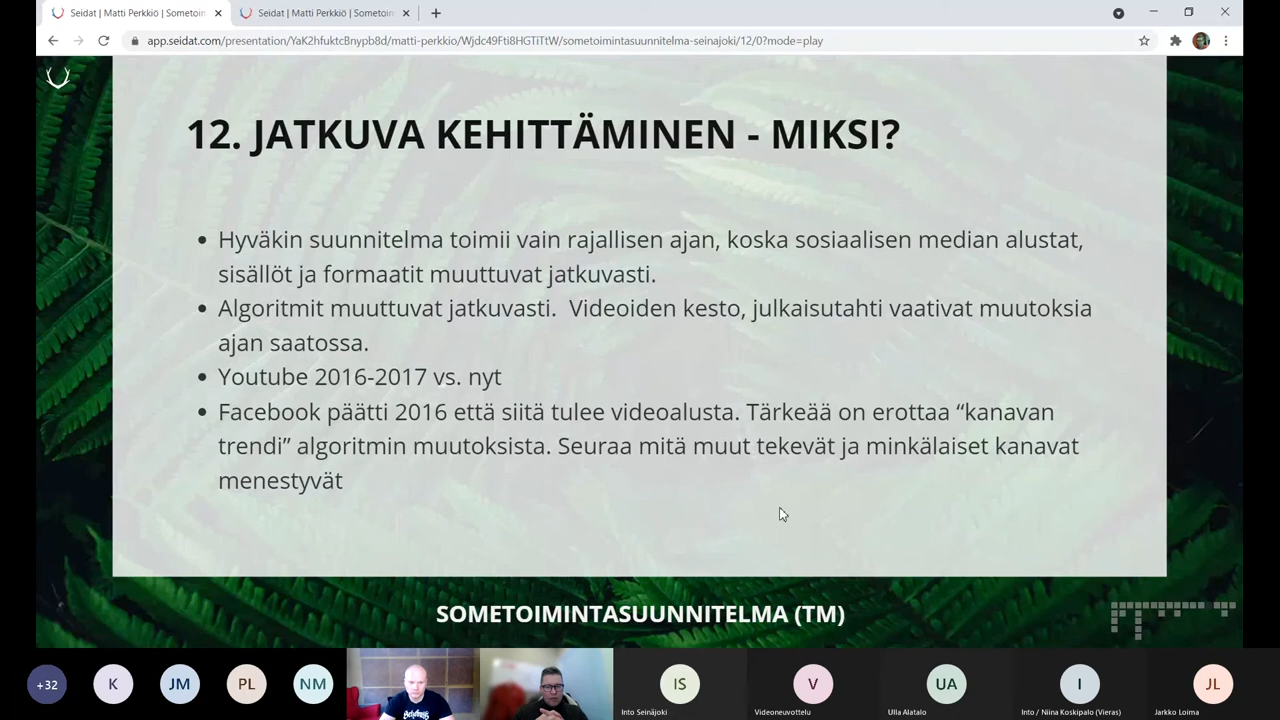 Seidat | Matti Perkkiö | Sometoin
Seidat | Matti Perkkiö | Sometoim
app.seidat.com/presentation/YaK2hfuktcBnypb8d/matti-perkkio/Wjdc49Fti8HGTiTtW/sometoimintasuunnitelma-seinajoki/12/0?mode=play
12. JATKUVA KEHITTÄMINEN - MIKSI?
• Hyväkin suunnitelma toimii vain rajallisen ajan, koska sosiaalisen median alustat,
sisällöt ja formaatit muuttuvat jatkuvasti.
• Algoritmit muuttuvat jatkuvasti.  Videoiden kesto, julkaisutahti vaativat muutoksia
ajan saatossa.
• Youtube 2016-2017 vs. nyt
• Facebook päätti 2016 että siitä tulee videoalusta. Tärkeää on erottaa “kanavan
trendi” algoritmin muutoksista. Seuraa mitä muut tekevät ja minkälaiset kanavat
menestyvät
SOMETOIMINTASUUNNITELMA (TM)
+32
K
JM
PL
NM
IS
V
UA
I
JL
Into Seinäjoki
Videoneuvottelu
Ulla Alatalo
Into / Niina Koskipalo (Vieras)
Jarkko Loima